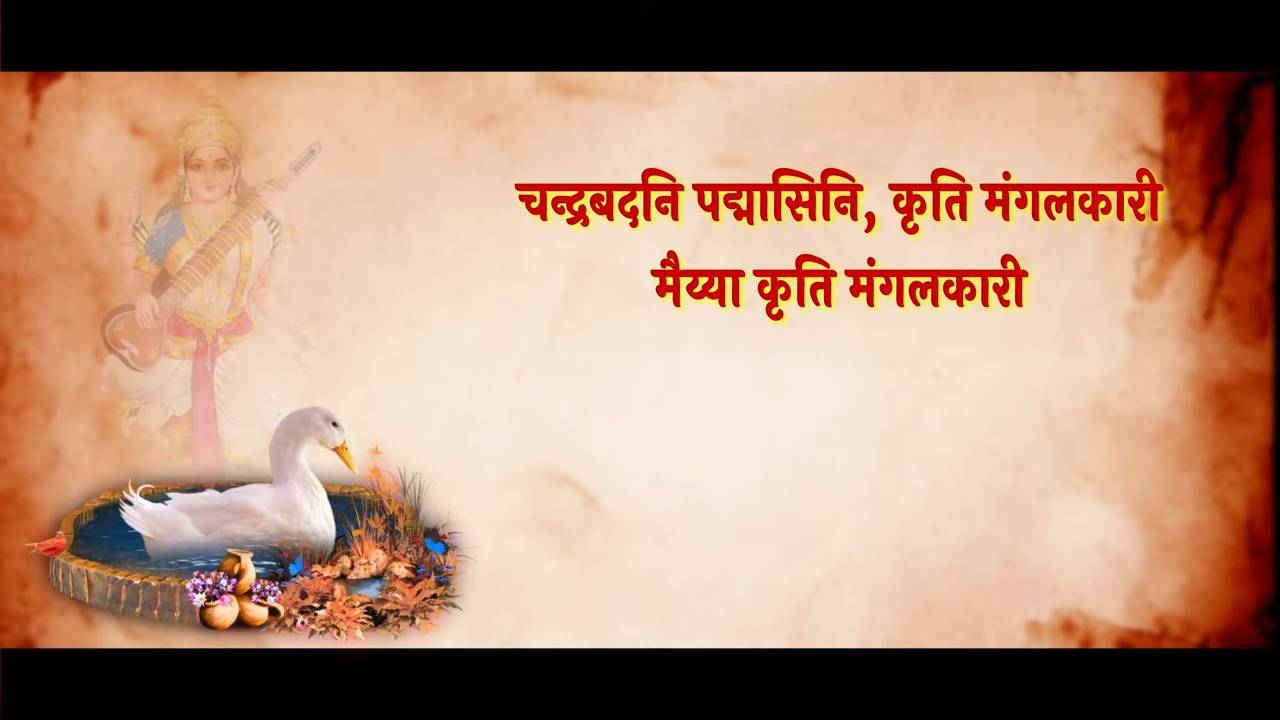 चन्द्रबदनि पद्मासिनि, कृति मंगलकारी
मैय्या कृति मंगलकारी